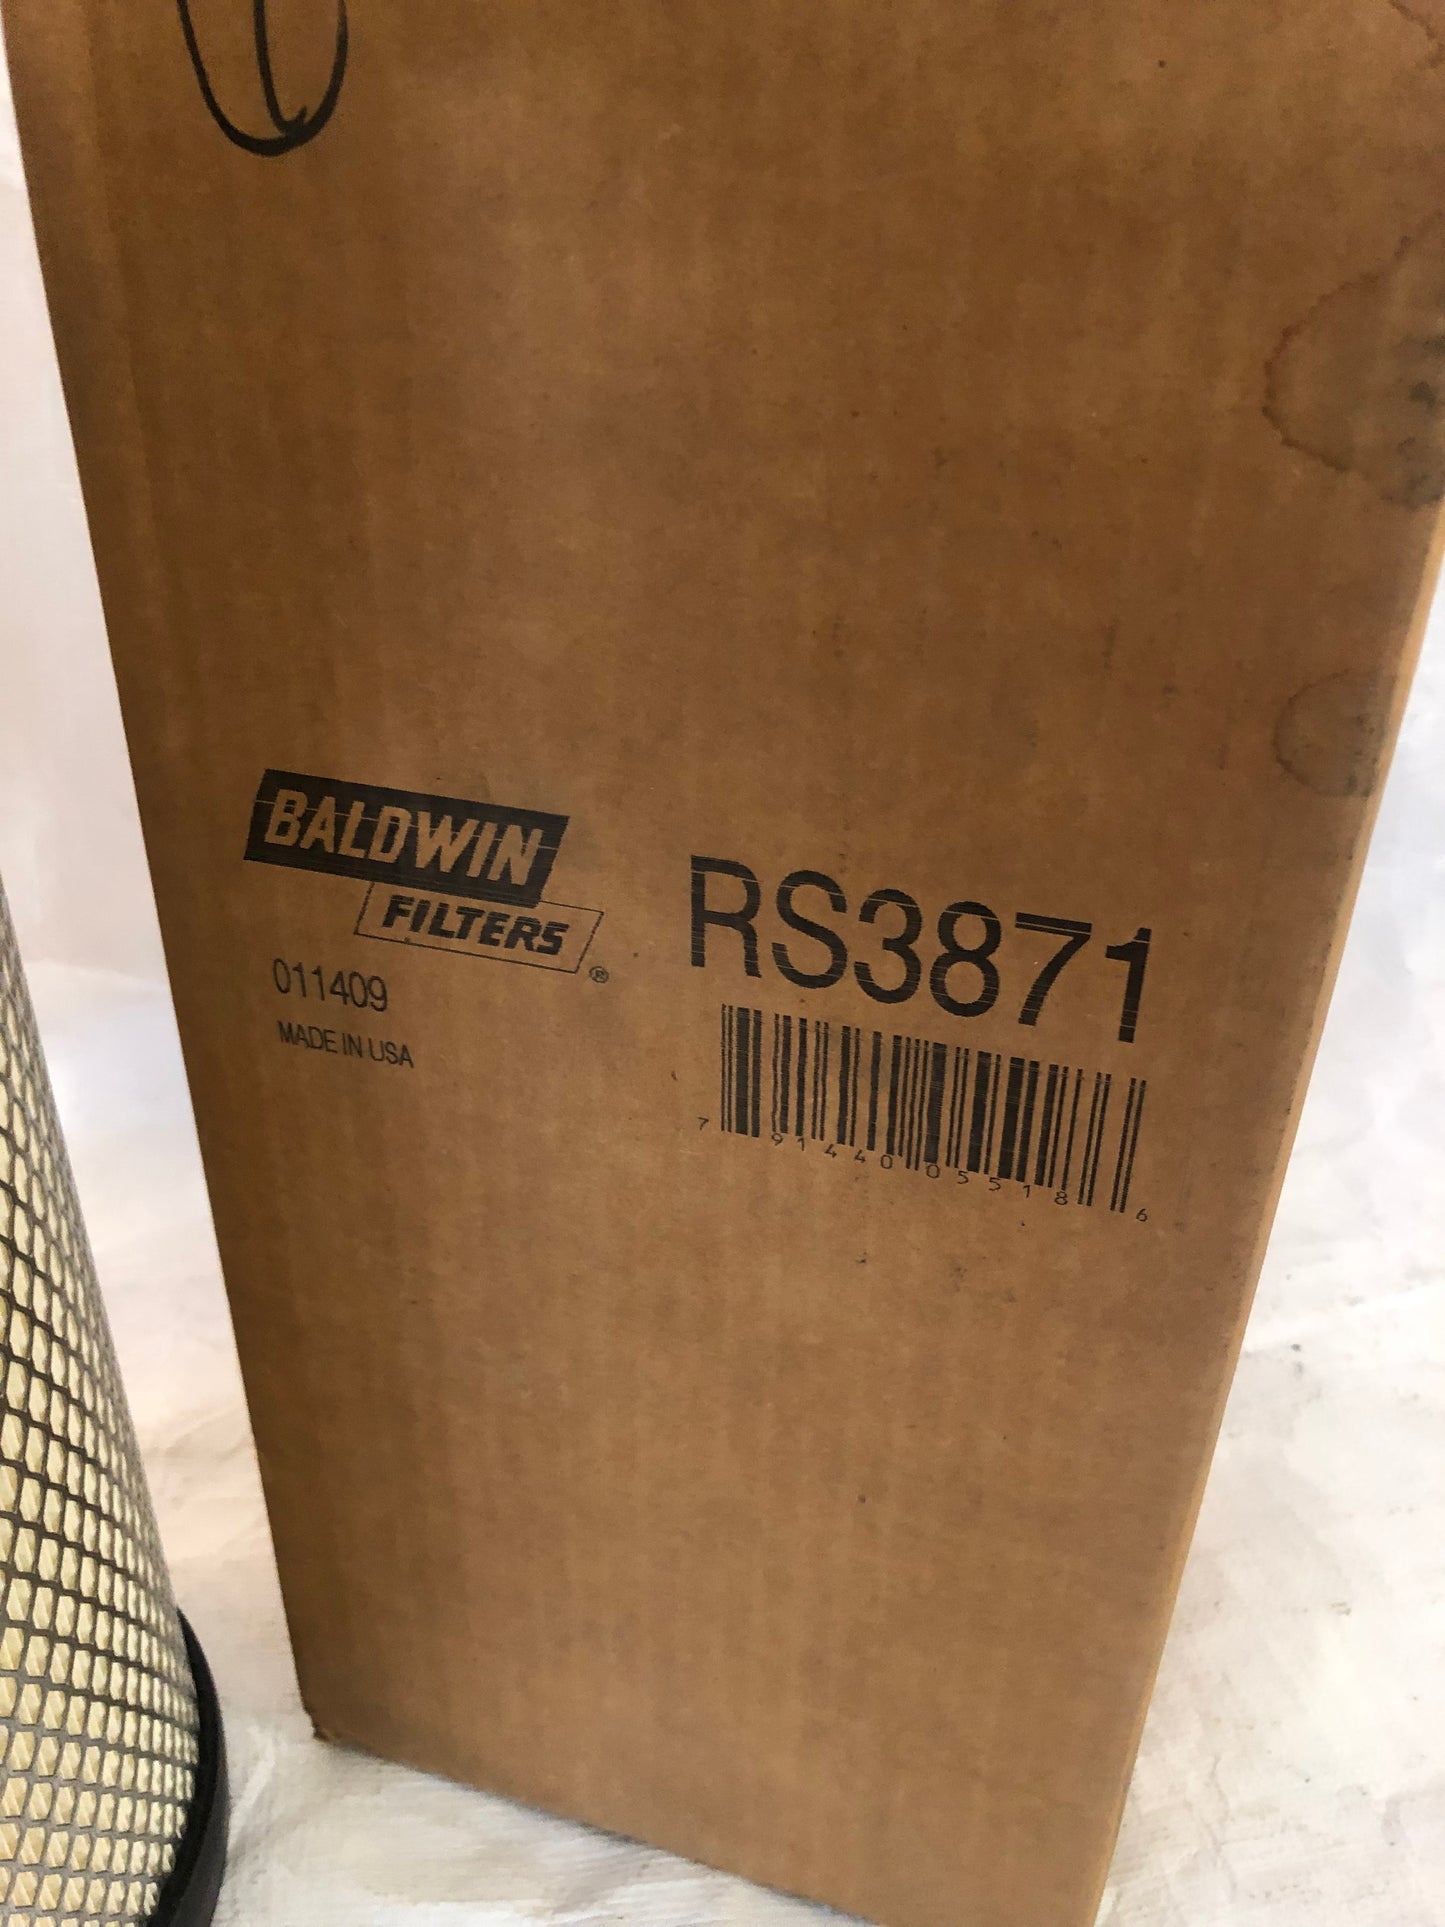 BALDWIN
FILTERS ®
RS3871
011409
MADE IN USA
7 91440 05518 6